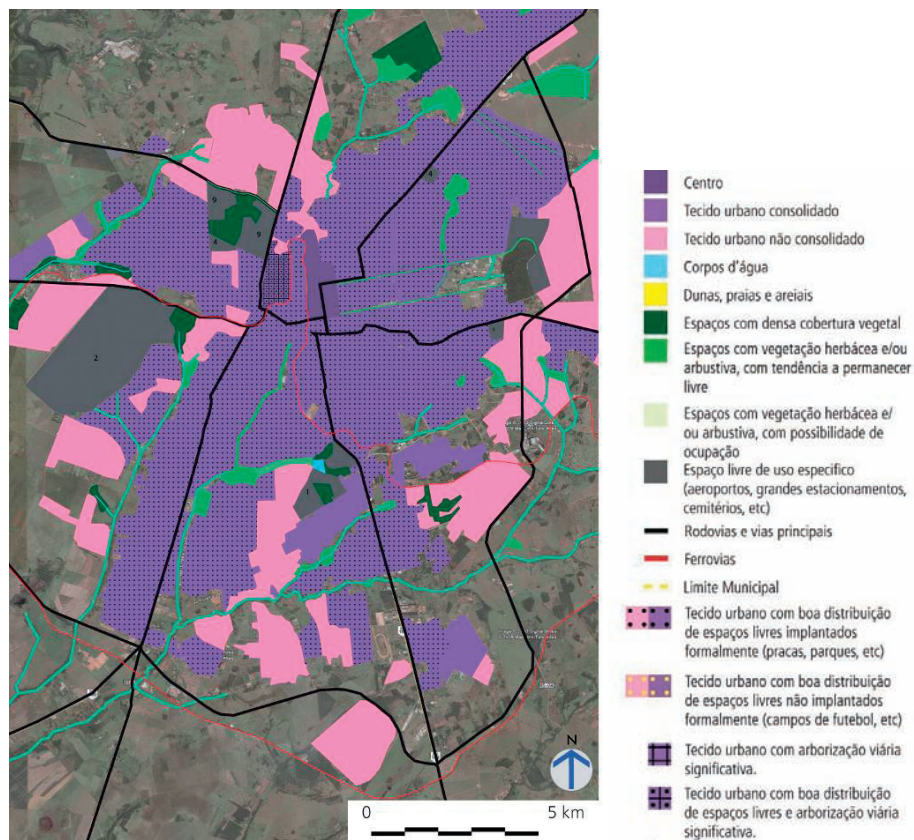 9
4
9
4
2
1
N
0
5 km
Centro
Tecido urbano consolidado
Tecido urbano não consolidado
Corpos d'água
Dunas, praias e areiais
Espaços com densa cobertura vegetal
Espaços com vegetação herbácea e/ou
arbustiva, com tendência a permanecer
livre
Espaços com vegetação herbácea e/
ou arbustiva, com possibilidade de
ocupação
Espaço livre de uso especifico
(aeroportos, grandes estacionamentos,
cemitérios, etc)
Rodovias e vias principais
Ferrovias
Limite Municipal
Tecido urbano com boa distribuição
de espaços livres implantados
formalmente (pracas, parques, etc)
Tecido urbano com boa distribuição
de espaços livres não implantados
formalmente (campos de futebol, etc)
Tecido urbano com arborização viária
significativa.
Tecido urbano com boa distribuição
de espaços livres e arborização viária
significativa.